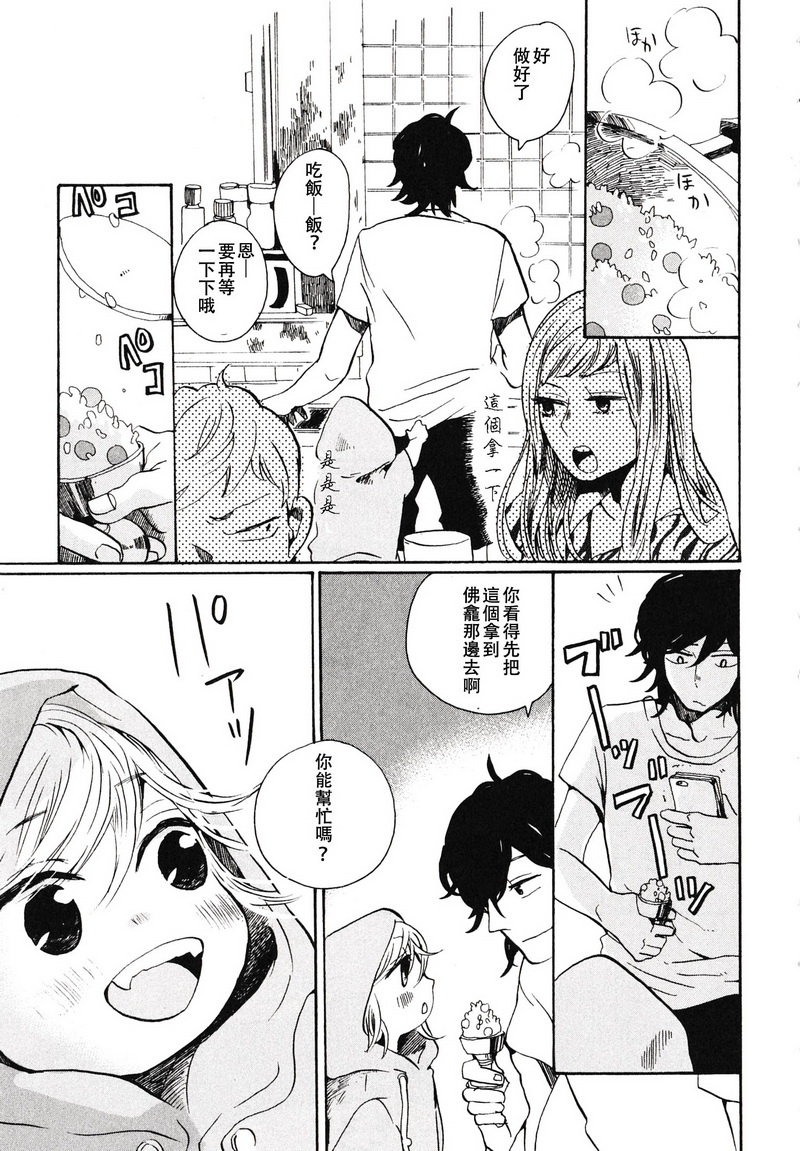 ほか
ほか
好
做好了
吃飯—飯？
恩—
要再等
一下下哦
這個拿一下
是是是
ペコ
ペコ
ブーッ
ブーッ
你看得先把
這個拿到
佛龕那邊去啊
你能幫忙嗎？
パアッ